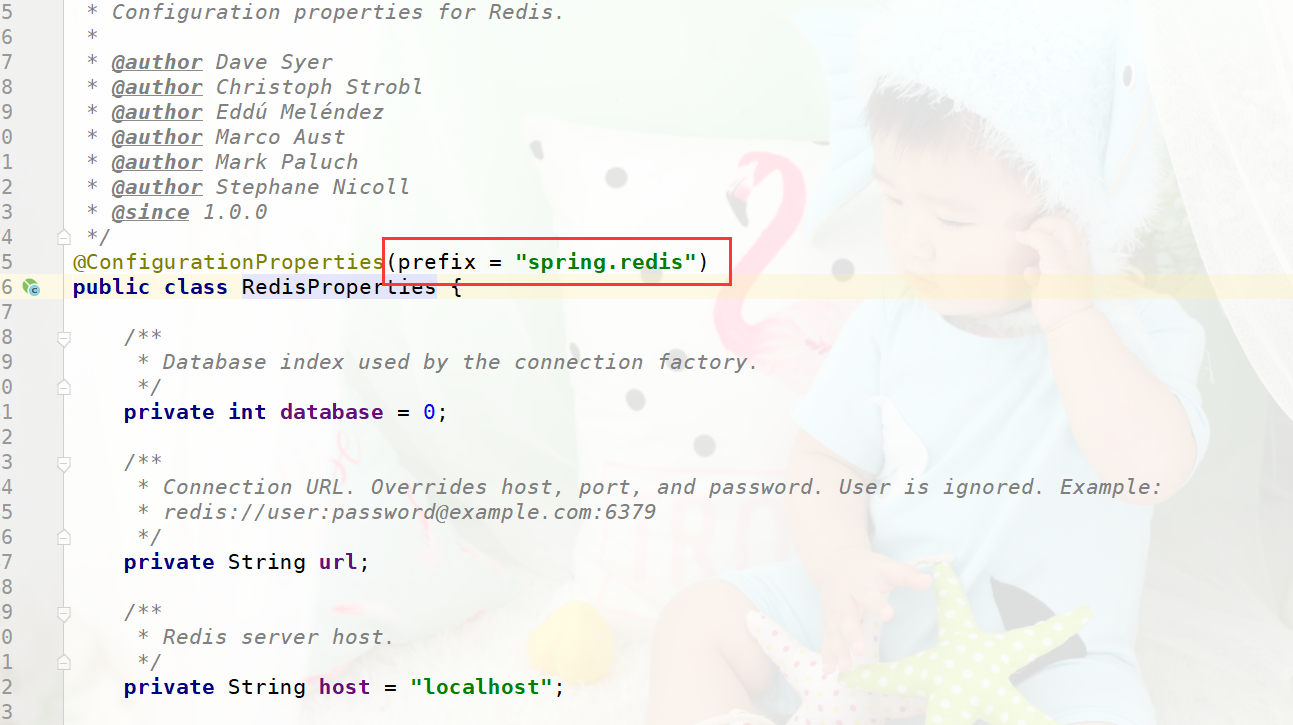 5 * Configuration properties for Redis.
6 *
7 * @author Dave Syer
8 * @author Christoph Strobl
9 * @author Eddú Meléndez
0 * @author Marco Aust
1 * @author Mark Paluch
2 * @author Stephane Nicoll
3 * @since 1.0.0
4 */
5 @ConfigurationProperties(prefix = "spring.redis")
6 public class RedisProperties {
7
8 /**
9 * Database index used by the connection factory.
0 */
1 private int database = 0;
2
3 /**
4 * Connection URL. Overrides host, port, and password. User is ignored. Example:
5 * redis://user:password@example.com:6379
6 */
7 private String url;
8
9 /**
0 * Redis server host.
1 */
2 private String host = "localhost";
3